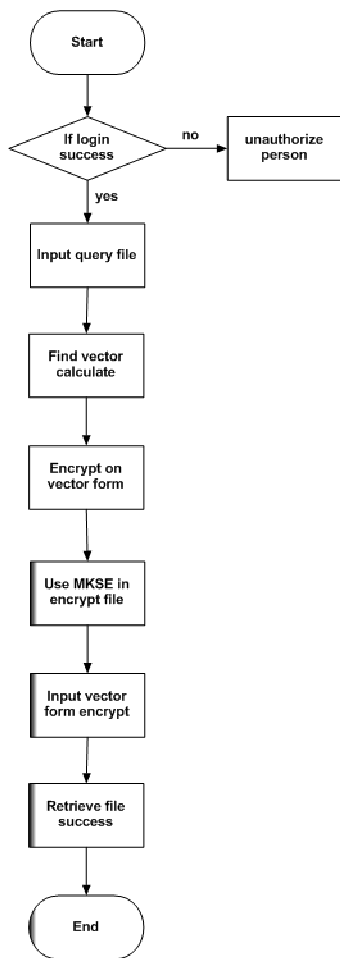 Start
If login
success
no
unauthorize
person
yes
Input query file
Find vector
calculate
Encrypt on
vector form
Use MKSE in
encrypt file
Input vector
form encrypt
Retrieve file
success
End